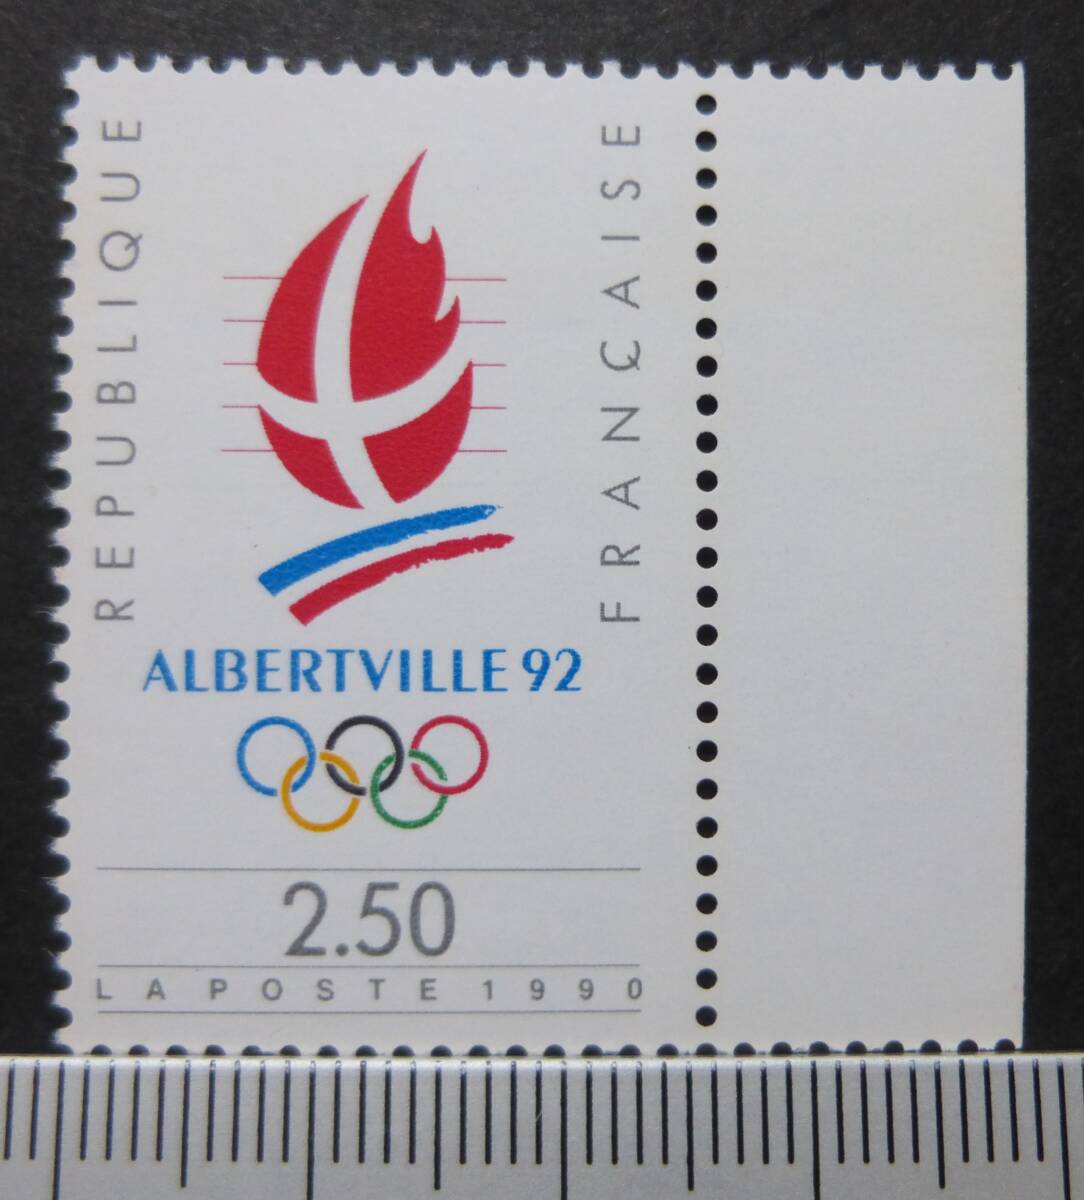 REPUBLIQUE
FRANÇAISE
ALBERTVILLE 92
2.50
LA POSTE 1990